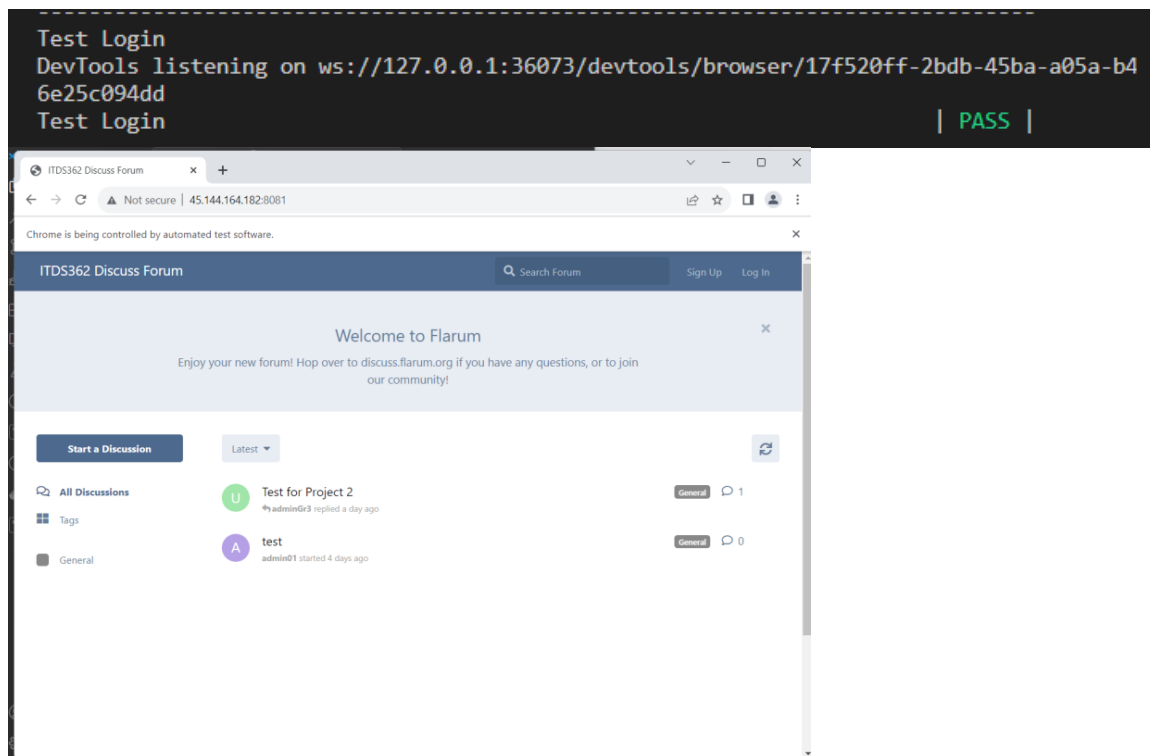 Test Login
DevTools listening on ws://127.0.0.1:36073/devtools/browser/17f520ff-2bdb-45ba-a05a-b4
6e25c094dd
Test Login | PASS |
ITDS362 Discuss Forum
Not secure | 45.144.164.182:8081
Chrome is being controlled by automated test software.
ITDS362 Discuss Forum Search Forum Sign Up Log In
Welcome to Flarum
Enjoy your new forum! Hop over to discuss.flarum.org if you have any questions, or to join
our community!
Start a Discussion Latest
All Discussions
Tags
General
U Test for Project 2 General 1
adminGr3 replied a day ago
A test General 0
admin01 started 4 days ago